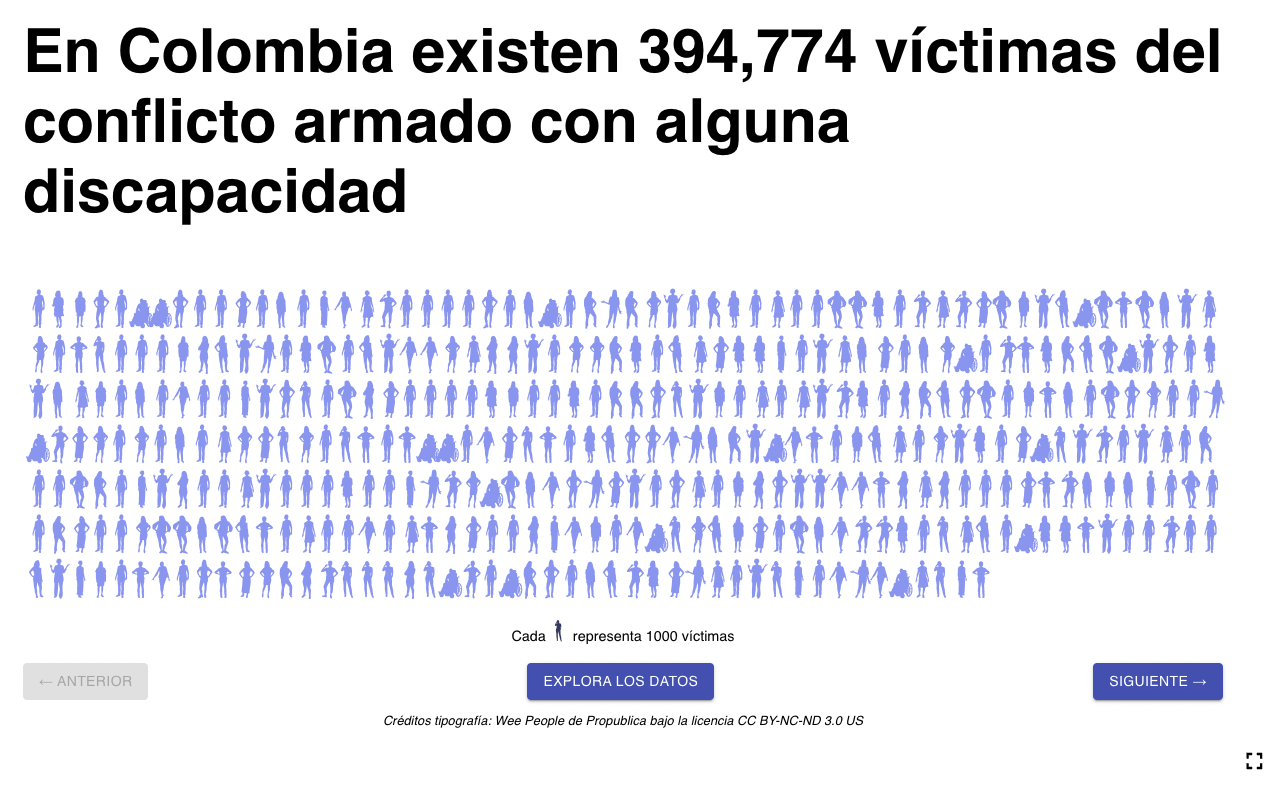 En Colombia existen 394,774 víctimas del
conflicto armado con alguna
discapacidad
Cada representa 1000 víctimas
← ANTERIOR
EXPLORA LOS DATOS
SIGUIENTE →
Créditos tipografía: Wee People de Propublica bajo la licencia CC BY-NC-ND 3.0 US